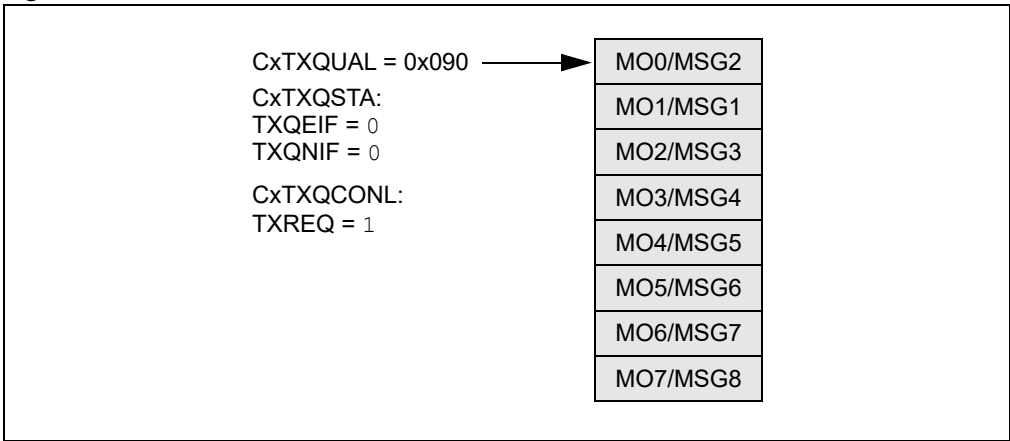 CxTXQUAL = 0x090
CxTXQSTA:
TXQEIF = 0
TXQNIF = 0
CxTXQCONL:
TXREQ = 1
MO0/MSG2
MO1/MSG1
MO2/MSG3
MO3/MSG4
MO4/MSG5
MO5/MSG6
MO6/MSG7
MO7/MSG8